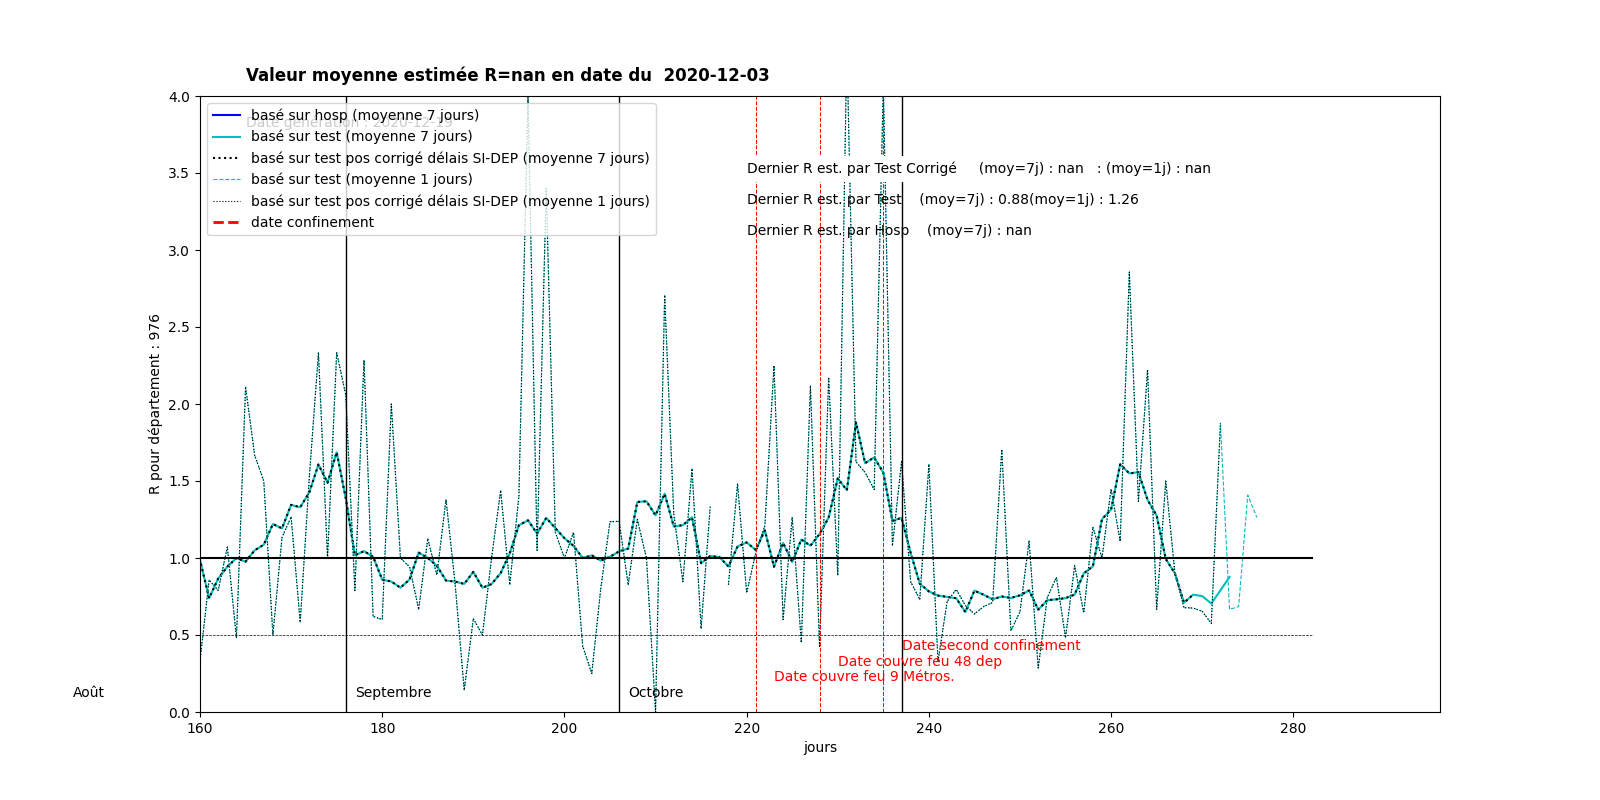 Valeur moyenne estimée R=nan en date du  2020-12-03
Date génération : 2020-12-19
basé sur hosp (moyenne 7 jours)
basé sur test (moyenne 7 jours)
basé sur test pos corrigé délais SI-DEP (moyenne 7 jours)
basé sur test (moyenne 1 jours)
basé sur test pos corrigé délais SI-DEP (moyenne 1 jours)
date confinement
Dernier R est. par Test Corrigé     (moy=7j) : nan   : (moy=1j) : nan
Dernier R est. par Test    (moy=7j) : 0.88(moy=1j) : 1.26
Dernier R est. par Hosp    (moy=7j) : nan
R pour département : 976
4.0
3.5
3.0
2.5
2.0
1.5
1.0
0.5
0.0
Date second confinement
Date couvre feu 48 dep
Date couvre feu 9 Métros.
Août
Septembre
Octobre
160 180 200 220 240 260 280
jours